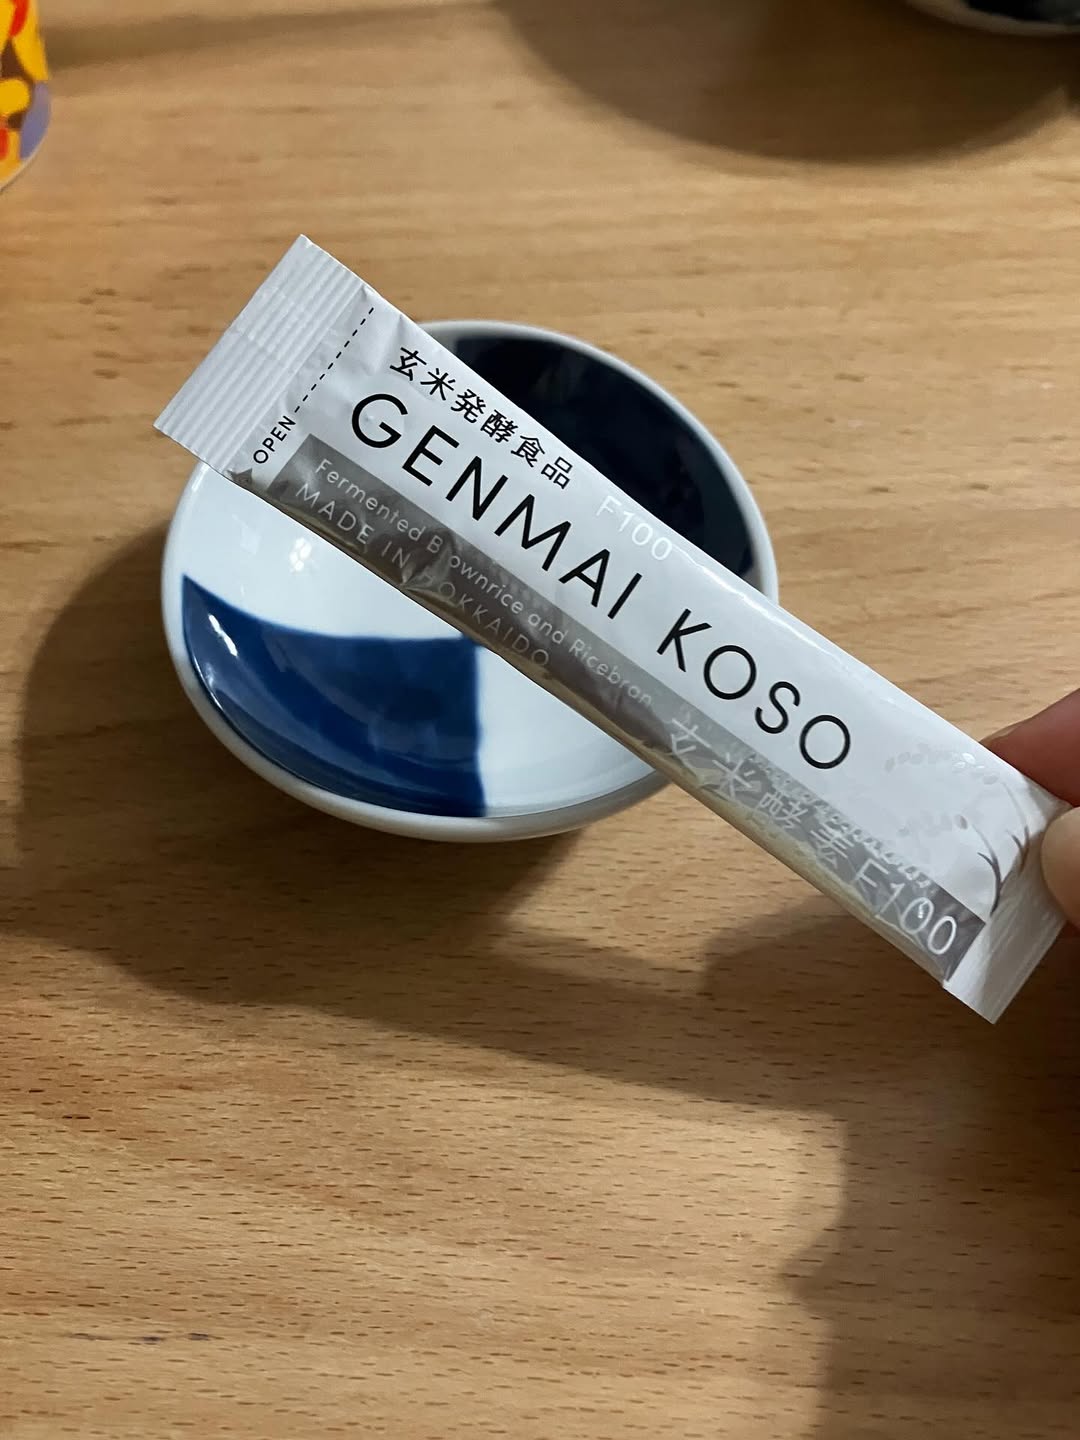 OPEN
玄米発酵食品
F100
GENMAI KOSO
Fermented Brownrice and Ricebran
MADE IN HOKKAIDO
玄米酵素 F100